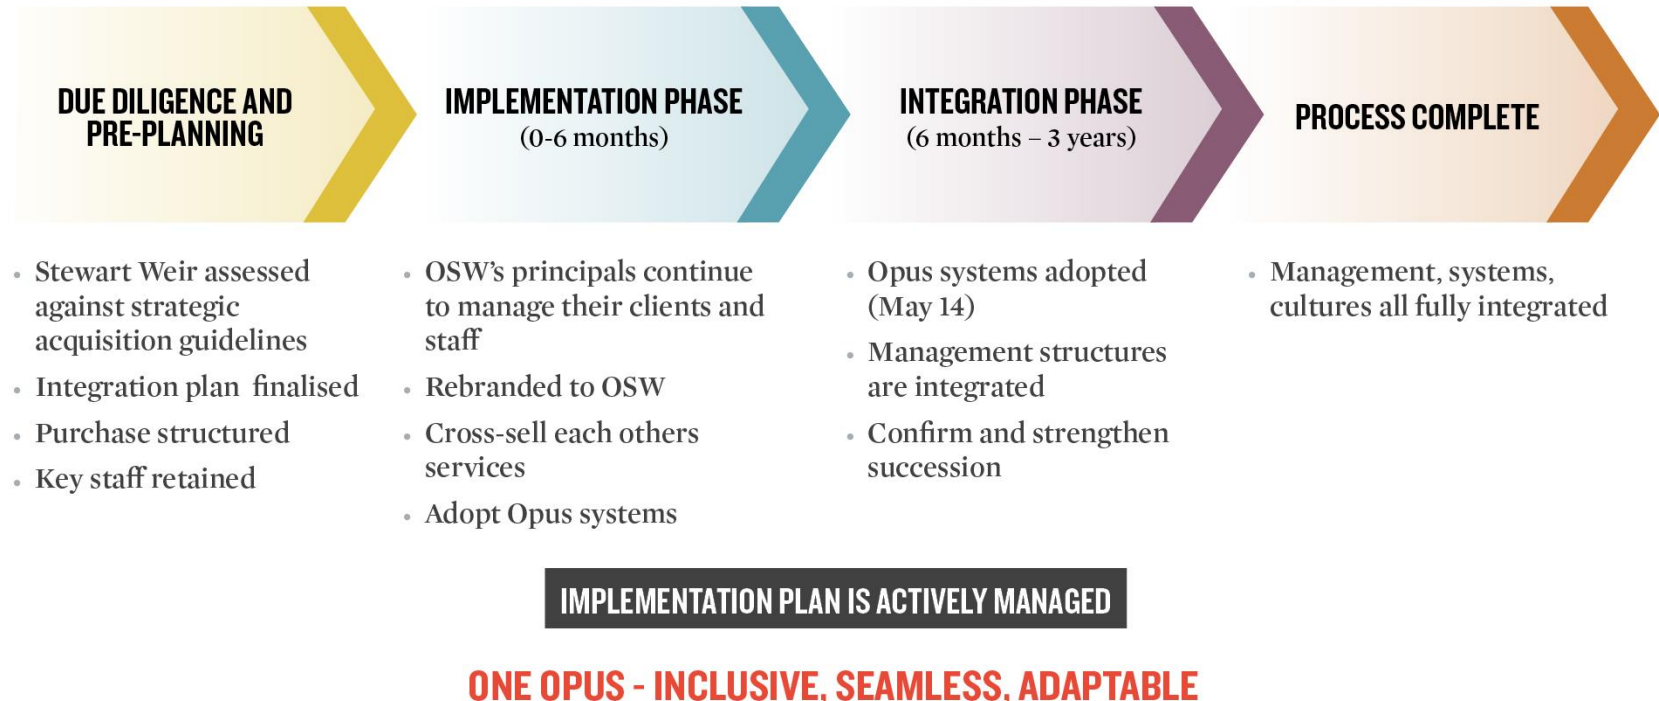 DUE DILIGENCE AND
PRE-PLANNING
IMPLEMENTATION PHASE
(0-6 months)
INTEGRATION PHASE
(6 months – 3 years)
PROCESS COMPLETE
• Stewart Weir assessed
against strategic
acquisition guidelines
• Integration plan finalised
• Purchase structured
• Key staff retained
• OSW’s principals continue
to manage their clients and
staff
• Rebranded to OSW
• Cross-sell each others
services
• Adopt Opus systems
• Opus systems adopted
(May 14)
• Management structures
are integrated
• Confirm and strengthen
succession
• Management, systems,
cultures all fully integrated
IMPLEMENTATION PLAN IS ACTIVELY MANAGED
ONE OPUS - INCLUSIVE, SEAMLESS, ADAPTABLE